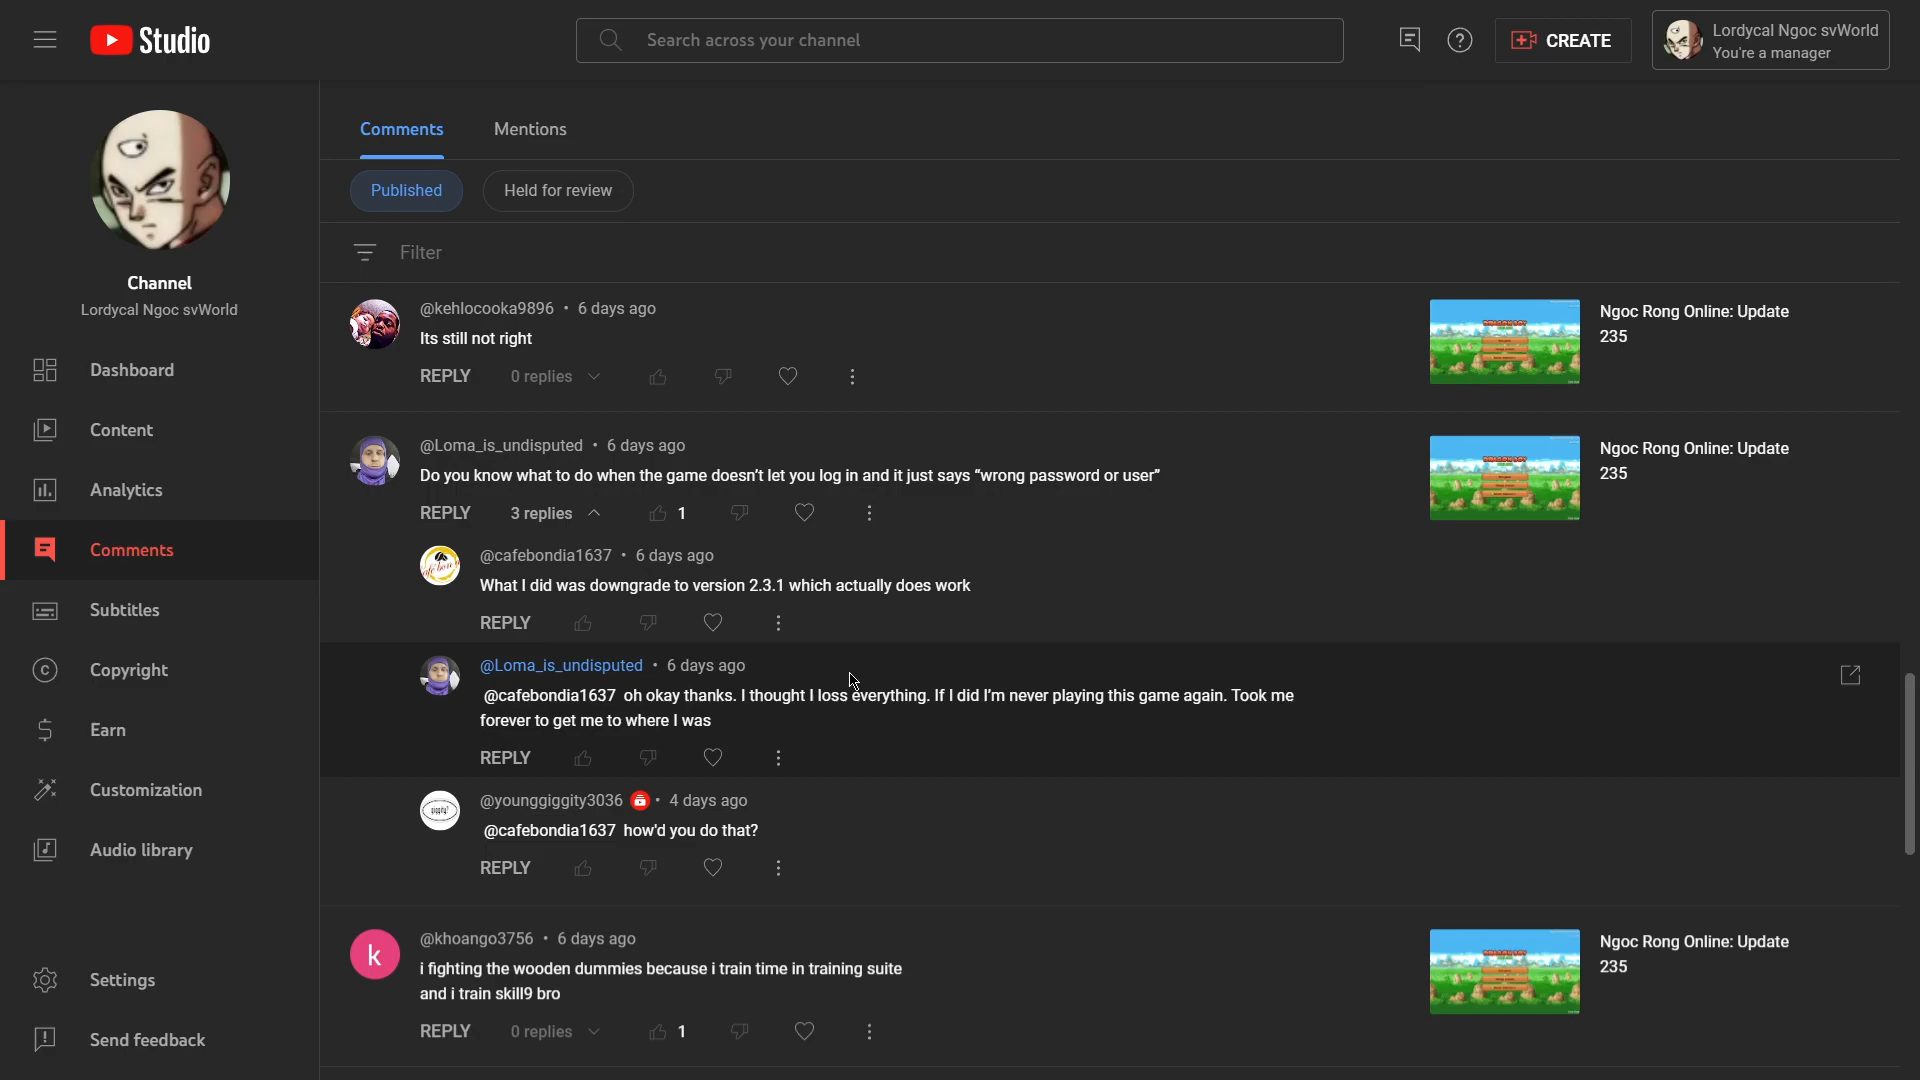 Studio
Search across your channel
CREATE
Lordycal Ngoc svWorld
You're a manager
Channel
Lordycal Ngoc svWorld
Dashboard
Content
Analytics
Comments
Subtitles
Copyright
Earn
Customization
Audio library
Settings
Send feedback
Comments
Mentions
Published
Held for review
Filter
@kehlocooka9896 • 6 days ago
Its still not right
REPLY 0 replies
Ngoc Rong Online: Update
235
@Loma_is_undisputed • 6 days ago
Do you know what to do when the game doesn’t let you log in and it just says “wrong password or user”
REPLY 3 replies 1
Ngoc Rong Online: Update
235
@cafebondia1637 • 6 days ago
What I did was downgrade to version 2.3.1 which actually does work
REPLY
@Loma_is_undisputed • 6 days ago
@cafebondia1637 oh okay thanks. I thought I loss everything. If I did I’m never playing this game again. Took me
forever to get me to where I was
REPLY
@younggiggity3036 • 4 days ago
@cafebondia1637 how'd you do that?
REPLY
k
@khoango3756 • 6 days ago
i fighting the wooden dummies because i train time in training suite
and i train skill9 bro
REPLY 0 replies 1
Ngoc Rong Online: Update
235